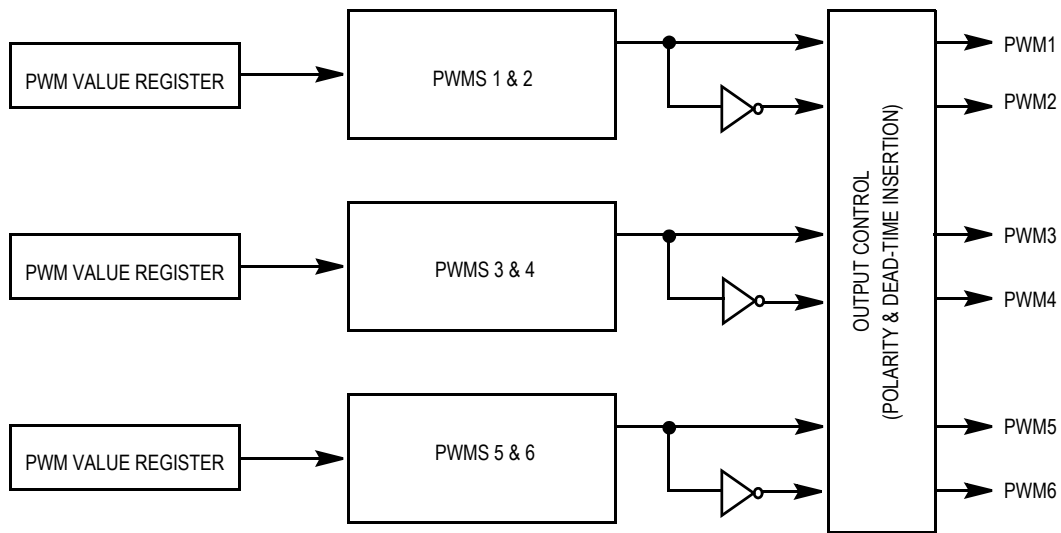 PWM VALUE REGISTER
PWMS 1 & 2
PWM1
PWM2
PWM VALUE REGISTER
PWMS 3 & 4
PWM3
PWM4
PWM VALUE REGISTER
PWMS 5 & 6
PWM5
PWM6
OUTPUT CONTROL
(POLARITY & DEAD-TIME INSERTION)